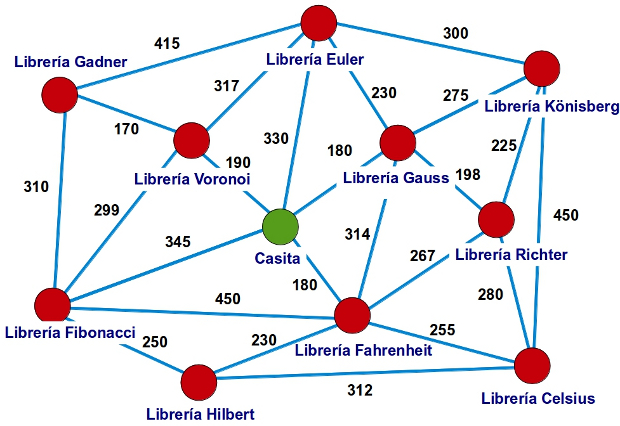 300
415
Librería Gadner
Librería Euler
317
230
275
Librería Könisberg
170
330
190
180
225
Librería Voronoi
Librería Gauss
198
310
299
450
345
314
Casita
267
Librería Richter
180
280
450
Librería Fibonacci
250
230
Librería Fahrenheit
255
312
Librería Celsius
Librería Hilbert